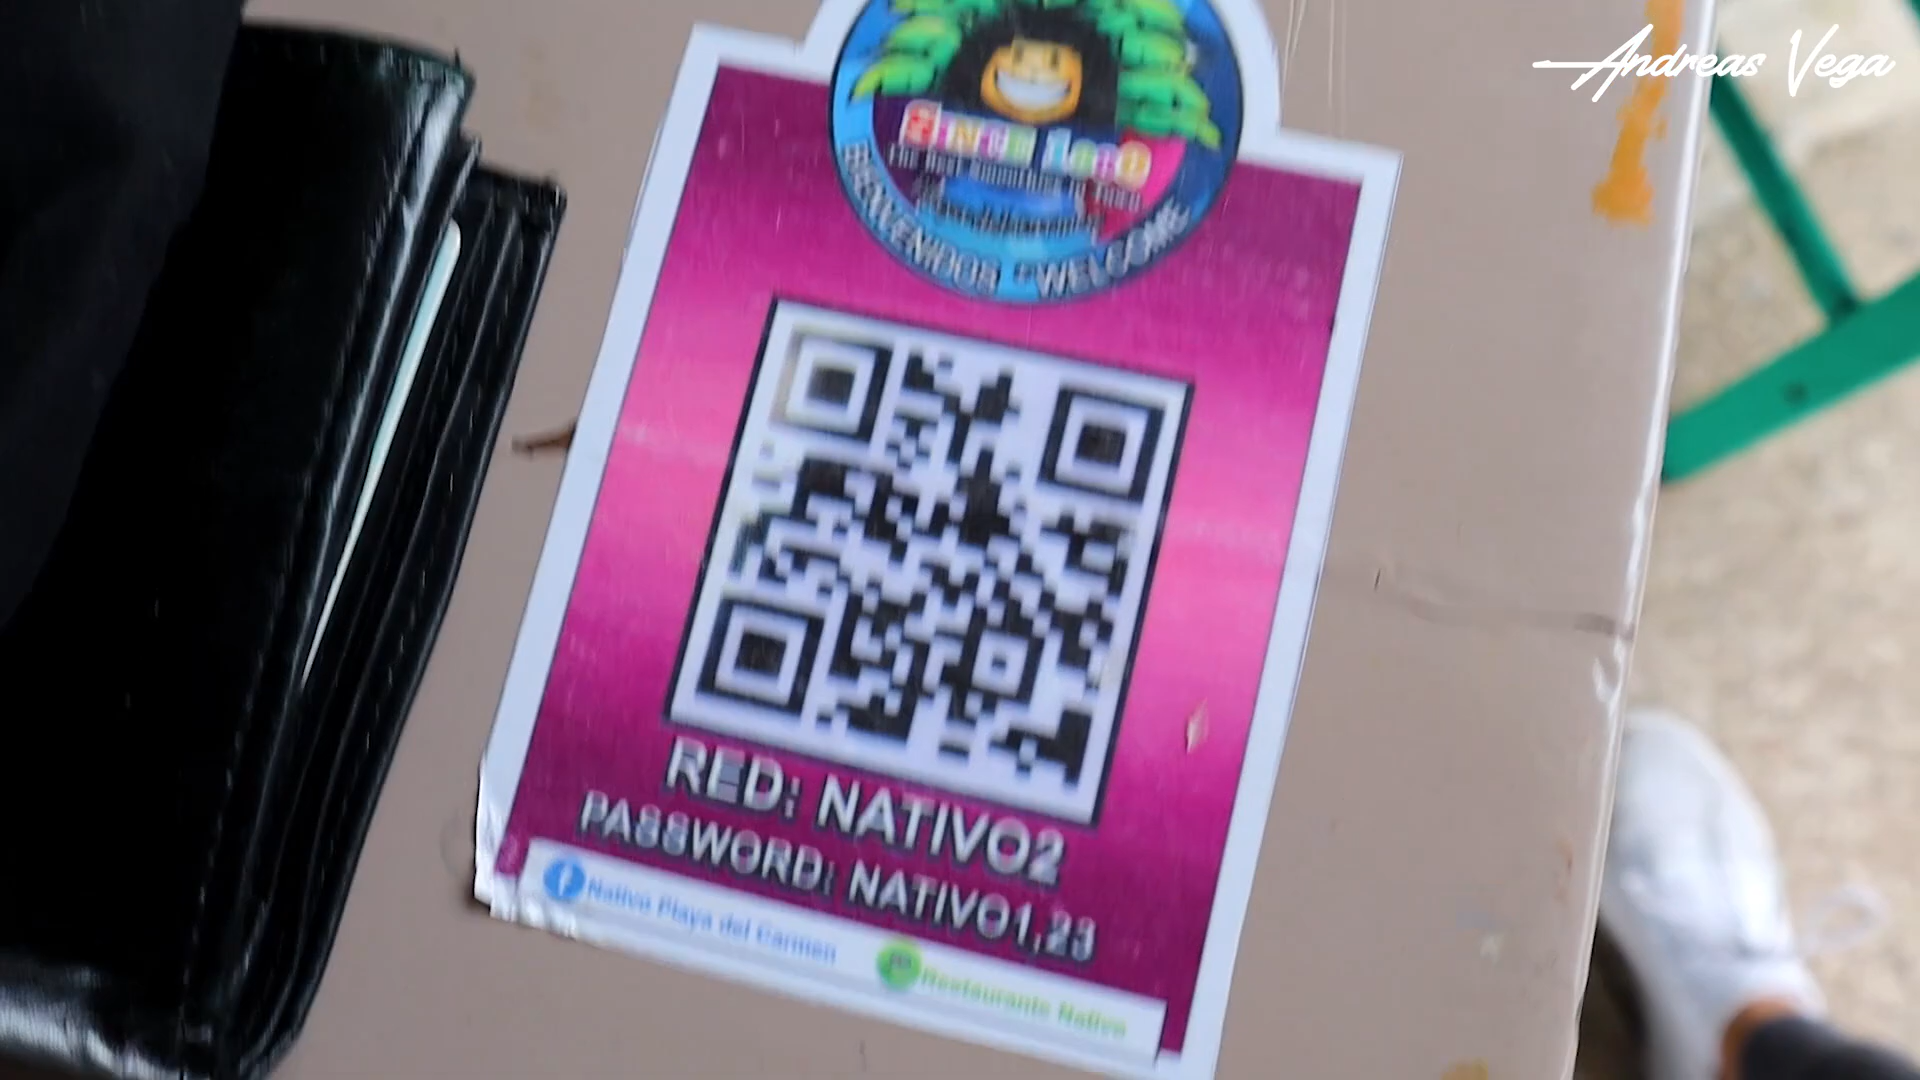 Andreas Vega
BIENVENIDOS *WELCOME
RED: NATIVO2
PASSWORD: NATIVO1,23
Nativo Playa del Carmen
Restaurante Nativo